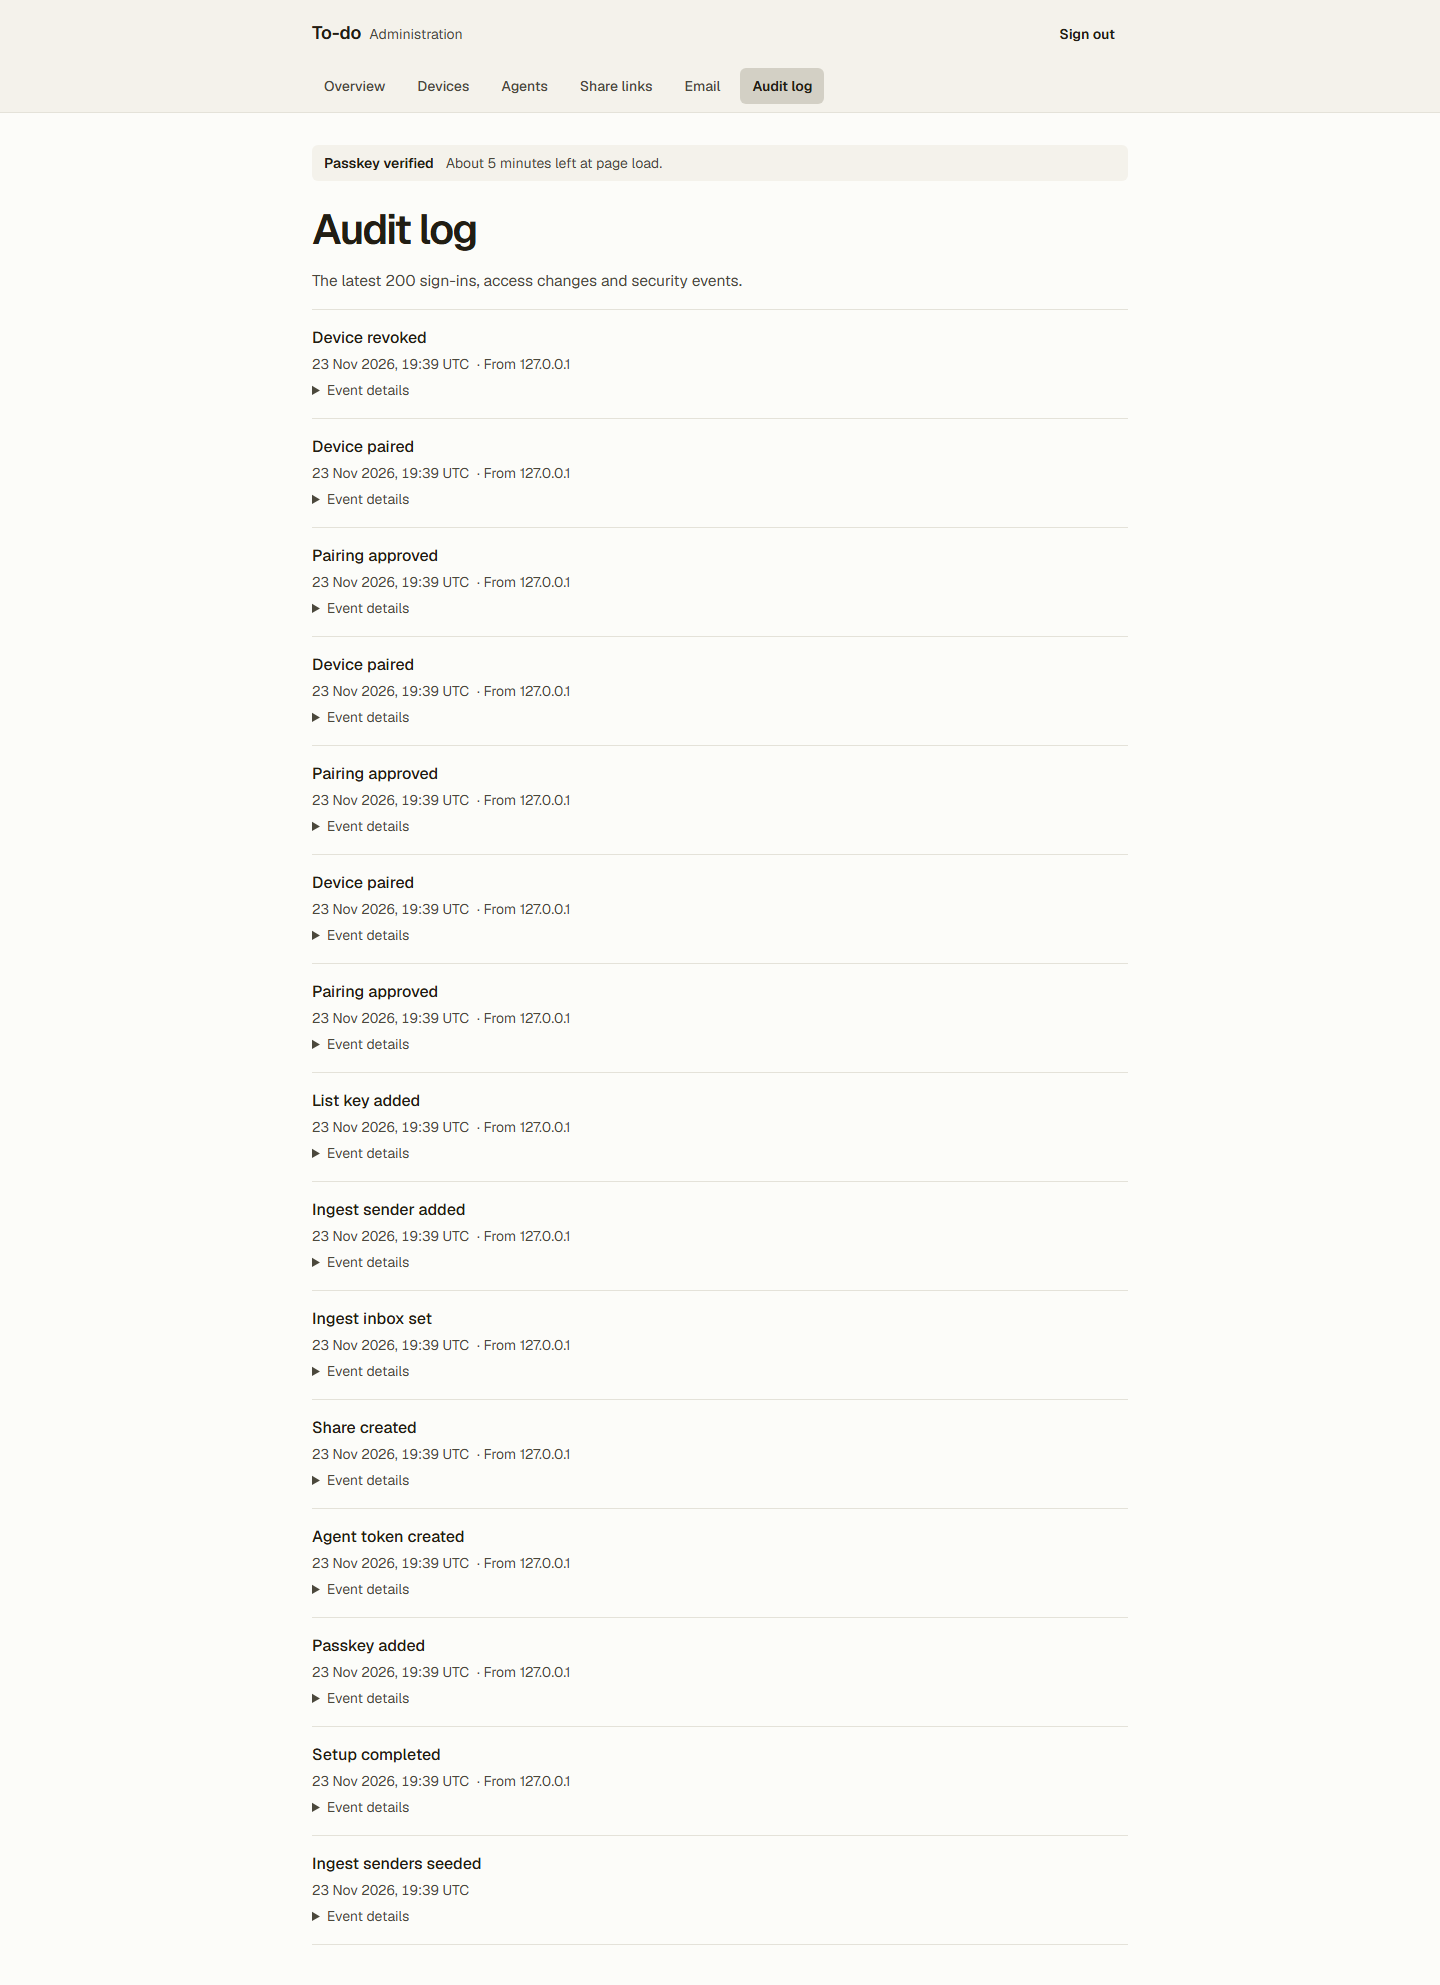 To-do Administration
Sign out
Overview Devices Agents Share links Email Audit log
Passkey verified About 5 minutes left at page load.
Audit log
The latest 200 sign-ins, access changes and security events.
Device revoked
23 Nov 2026, 19:39 UTC · From 127.0.0.1
Event details
Device paired
23 Nov 2026, 19:39 UTC · From 127.0.0.1
Event details
Pairing approved
23 Nov 2026, 19:39 UTC · From 127.0.0.1
Event details
Device paired
23 Nov 2026, 19:39 UTC · From 127.0.0.1
Event details
Pairing approved
23 Nov 2026, 19:39 UTC · From 127.0.0.1
Event details
Device paired
23 Nov 2026, 19:39 UTC · From 127.0.0.1
Event details
Pairing approved
23 Nov 2026, 19:39 UTC · From 127.0.0.1
Event details
List key added
23 Nov 2026, 19:39 UTC · From 127.0.0.1
Event details
Ingest sender added
23 Nov 2026, 19:39 UTC · From 127.0.0.1
Event details
Ingest inbox set
23 Nov 2026, 19:39 UTC · From 127.0.0.1
Event details
Share created
23 Nov 2026, 19:39 UTC · From 127.0.0.1
Event details
Agent token created
23 Nov 2026, 19:39 UTC · From 127.0.0.1
Event details
Passkey added
23 Nov 2026, 19:39 UTC · From 127.0.0.1
Event details
Setup completed
23 Nov 2026, 19:39 UTC · From 127.0.0.1
Event details
Ingest senders seeded
23 Nov 2026, 19:39 UTC
Event details